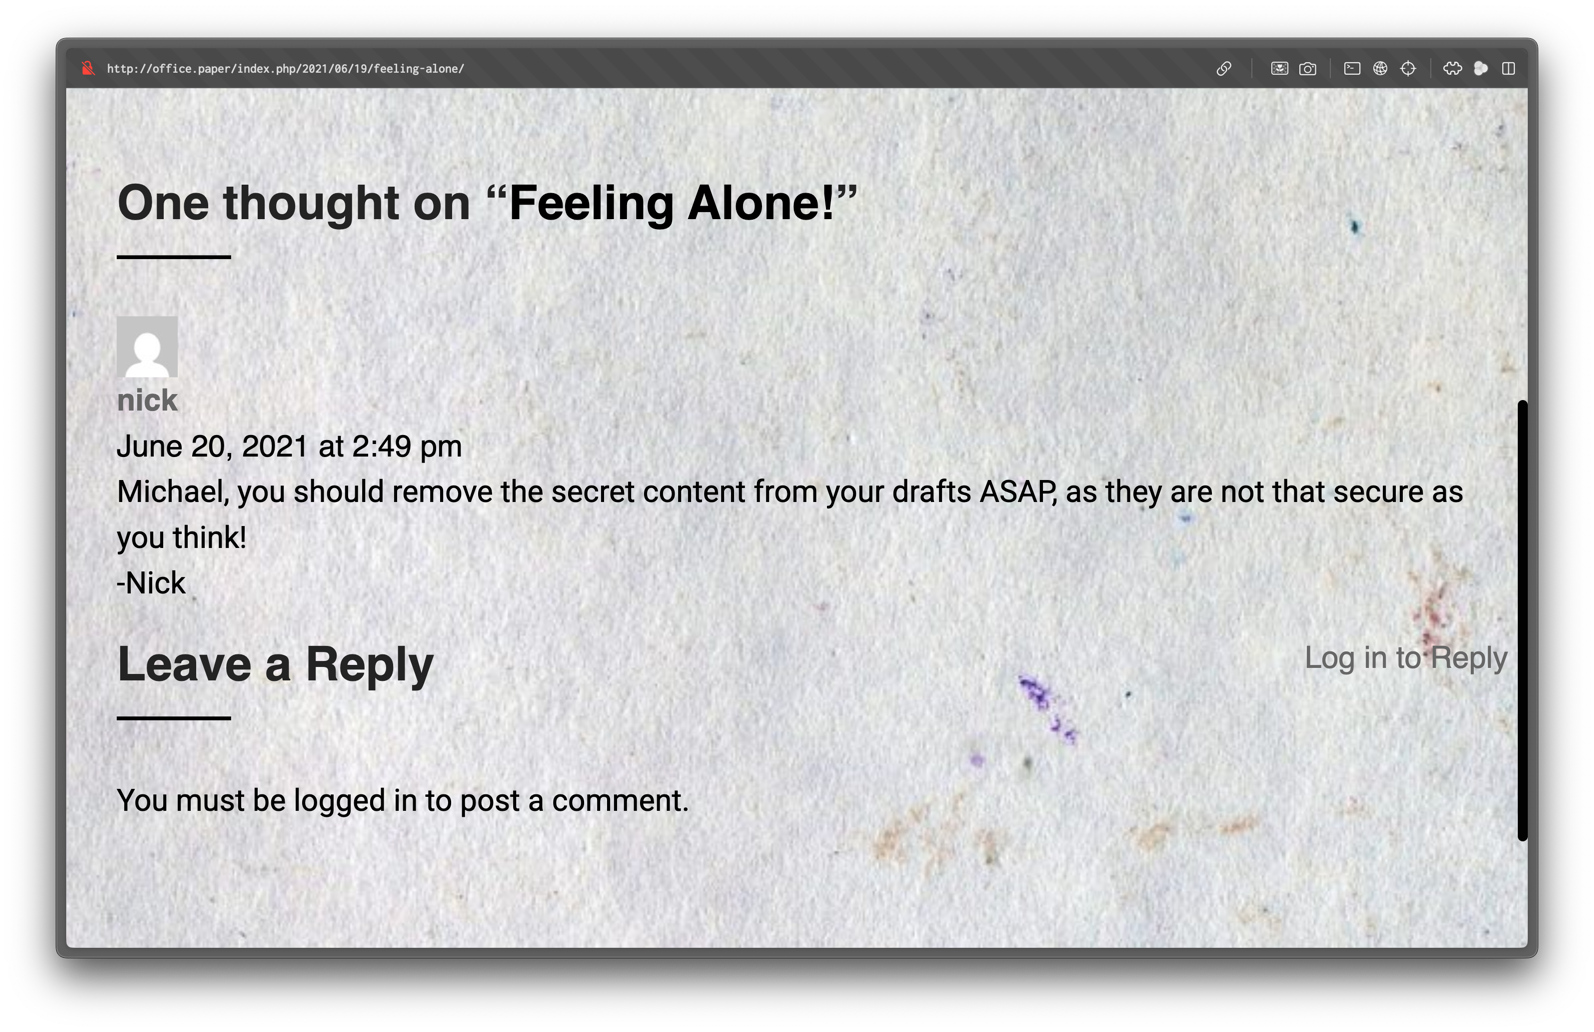 http://office.paper/index.php/2021/06/19/feeling-alone/
One thought on “Feeling Alone!”
nick
June 20, 2021 at 2:49 pm
Michael, you should remove the secret content from your drafts ASAP, as they are not that secure as
you think!
-Nick
Leave a Reply
Log in to Reply
You must be logged in to post a comment.